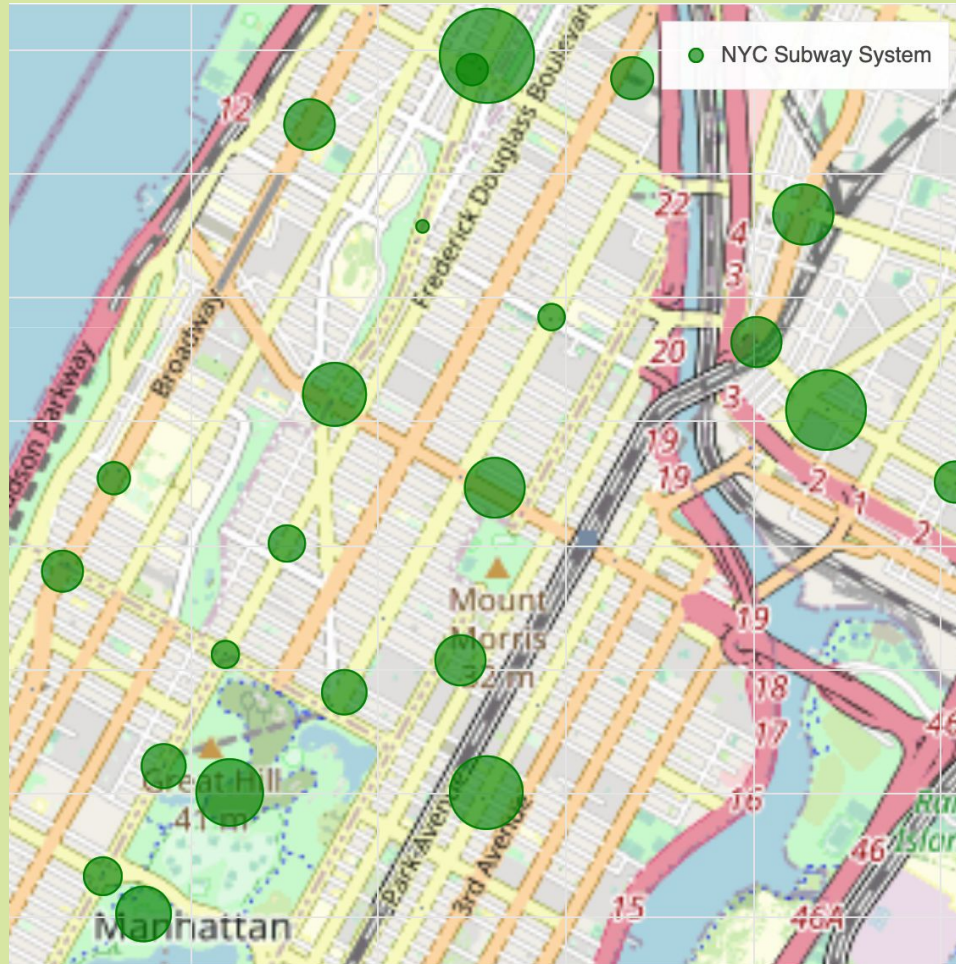 NYC Subway System
12
Frederick Douglass Boulevard
22
4
3
Broadway
20
3
dson Parkway
19
19
2
1
2
Mount
Morris
32 m
19
18
17
46
Great Hill
41 m
16
46
Park Avenue
3rd Avenue
15
46A
Manhattan